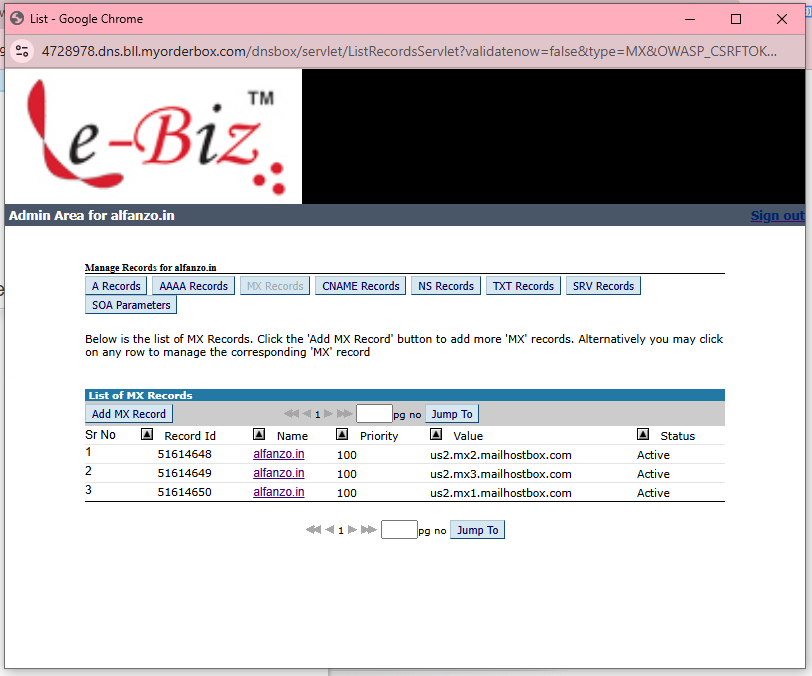 List - Google Chrome
4728978.dns.bll.myorderbox.com/dnsbox/servlet/ListRecordsServlet?validatenow=false&type=MX&OWASP_CSRFTOK...
e-Biz TM
Admin Area for alfanzo.in Sign out
Manage Records for alfanzo.in
A Records AAAA Records MX Records CNAME Records NS Records TXT Records SRV Records
SOA Parameters
Below is the list of MX Records. Click the 'Add MX Record' button to add more 'MX' records. Alternatively you may click
on any row to manage the corresponding 'MX' record
List of MX Records
Add MX Record 1 pg no Jump To
Sr No Record Id Name Priority Value Status
1 51614648 alfanzo.in 100 us2.mx2.mailhostbox.com Active
2 51614649 alfanzo.in 100 us2.mx3.mailhostbox.com Active
3 51614650 alfanzo.in 100 us2.mx1.mailhostbox.com Active
1 pg no Jump To